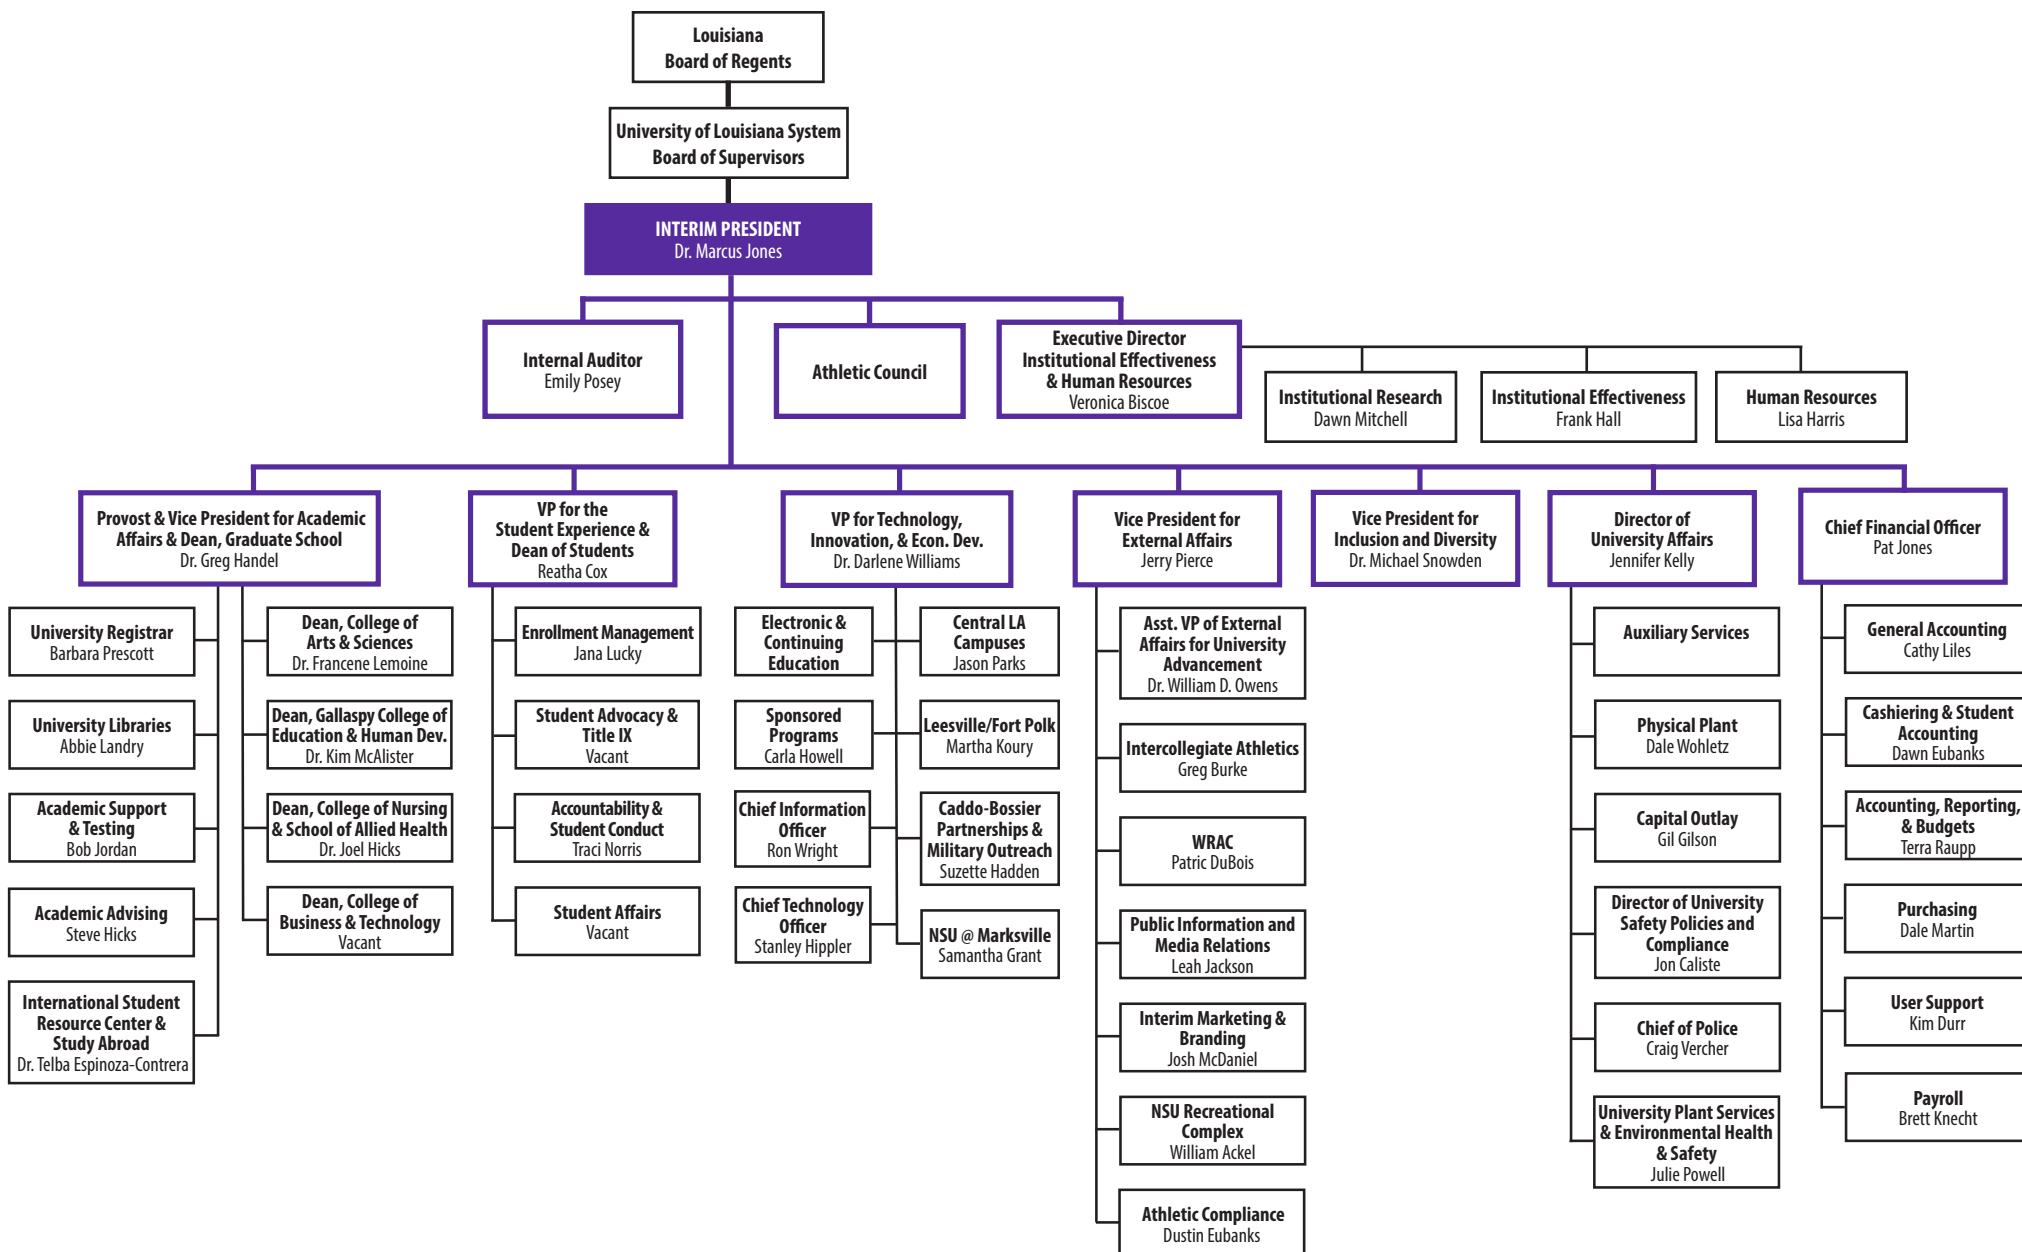 Louisiana
Board of Regents
University of Louisiana System
Board of Supervisors
INTERIM PRESIDENT
Dr. Marcus Jones
Internal Auditor
Emily Posey
Athletic Council
Executive Director
Institutional Effectiveness
& Human Resources
Veronica Biscoe
Institutional Research
Dawn Mitchell
Institutional Effectiveness
Frank Hall
Human Resources
Lisa Harris
Provost & Vice President for Academic
Affairs & Dean, Graduate School
Dr. Greg Handel
VP for the
Student Experience &
Dean of Students
Reatha Cox
VP for Technology,
Innovation, & Econ. Dev.
Dr. Darlene Williams
Vice President for
External Affairs
Jerry Pierce
Vice President for
Inclusion and Diversity
Dr. Michael Snowden
Director of
University Affairs
Jennifer Kelly
Chief Financial Officer
Pat Jones
University Registrar
Barbara Prescott
University Libraries
Abbie Landry
Academic Support
& Testing
Bob Jordan
Academic Advising
Steve Hicks
International Student
Resource Center &
Study Abroad
Dr. Telba Espinoza-Contrera
Dean, College of
Arts & Sciences
Dr. Francene Lemoine
Dean, Gallaspy College of
Education & Human Dev.
Dr. Kim McAlister
Dean, College of Nursing
& School of Allied Health
Dr. Joel Hicks
Dean, College of
Business & Technology
Vacant
Enrollment Management
Jana Lucky
Student Advocacy &
Title IX
Vacant
Accountability &
Student Conduct
Traci Norris
Student Affairs
Vacant
Electronic &
Continuing
Education
Sponsored
Programs
Carla Howell
Chief Information
Officer
Ron Wright
Chief Technology
Officer
Stanley Hippler
Central LA
Campuses
Jason Parks
Leesville/Fort Polk
Martha Koury
Caddo-Bossier
Partnerships &
Military Outreach
Suzette Hadden
NSU @ Marksville
Samantha Grant
Asst. VP of External
Affairs for University
Advancement
Dr. William D. Owens
Intercollegiate Athletics
Greg Burke
WRAC
Patric DuBois
Public Information and
Media Relations
Leah Jackson
Interim Marketing &
Branding
Josh McDaniel
NSU Recreational
Complex
William Ackel
Athletic Compliance
Dustin Eubanks
Auxiliary Services
Physical Plant
Dale Wohletz
Capital Outlay
Gil Gilson
Director of University
Safety Policies and
Compliance
Jon Caliste
Chief of Police
Craig Vercher
University Plant Services
& Environmental Health
& Safety
Julie Powell
General Accounting
Cathy Liles
Cashiering & Student
Accounting
Dawn Eubanks
Accounting, Reporting,
& Budgets
Terra Raupp
Purchasing
Dale Martin
User Support
Kim Durr
Payroll
Brett Knecht